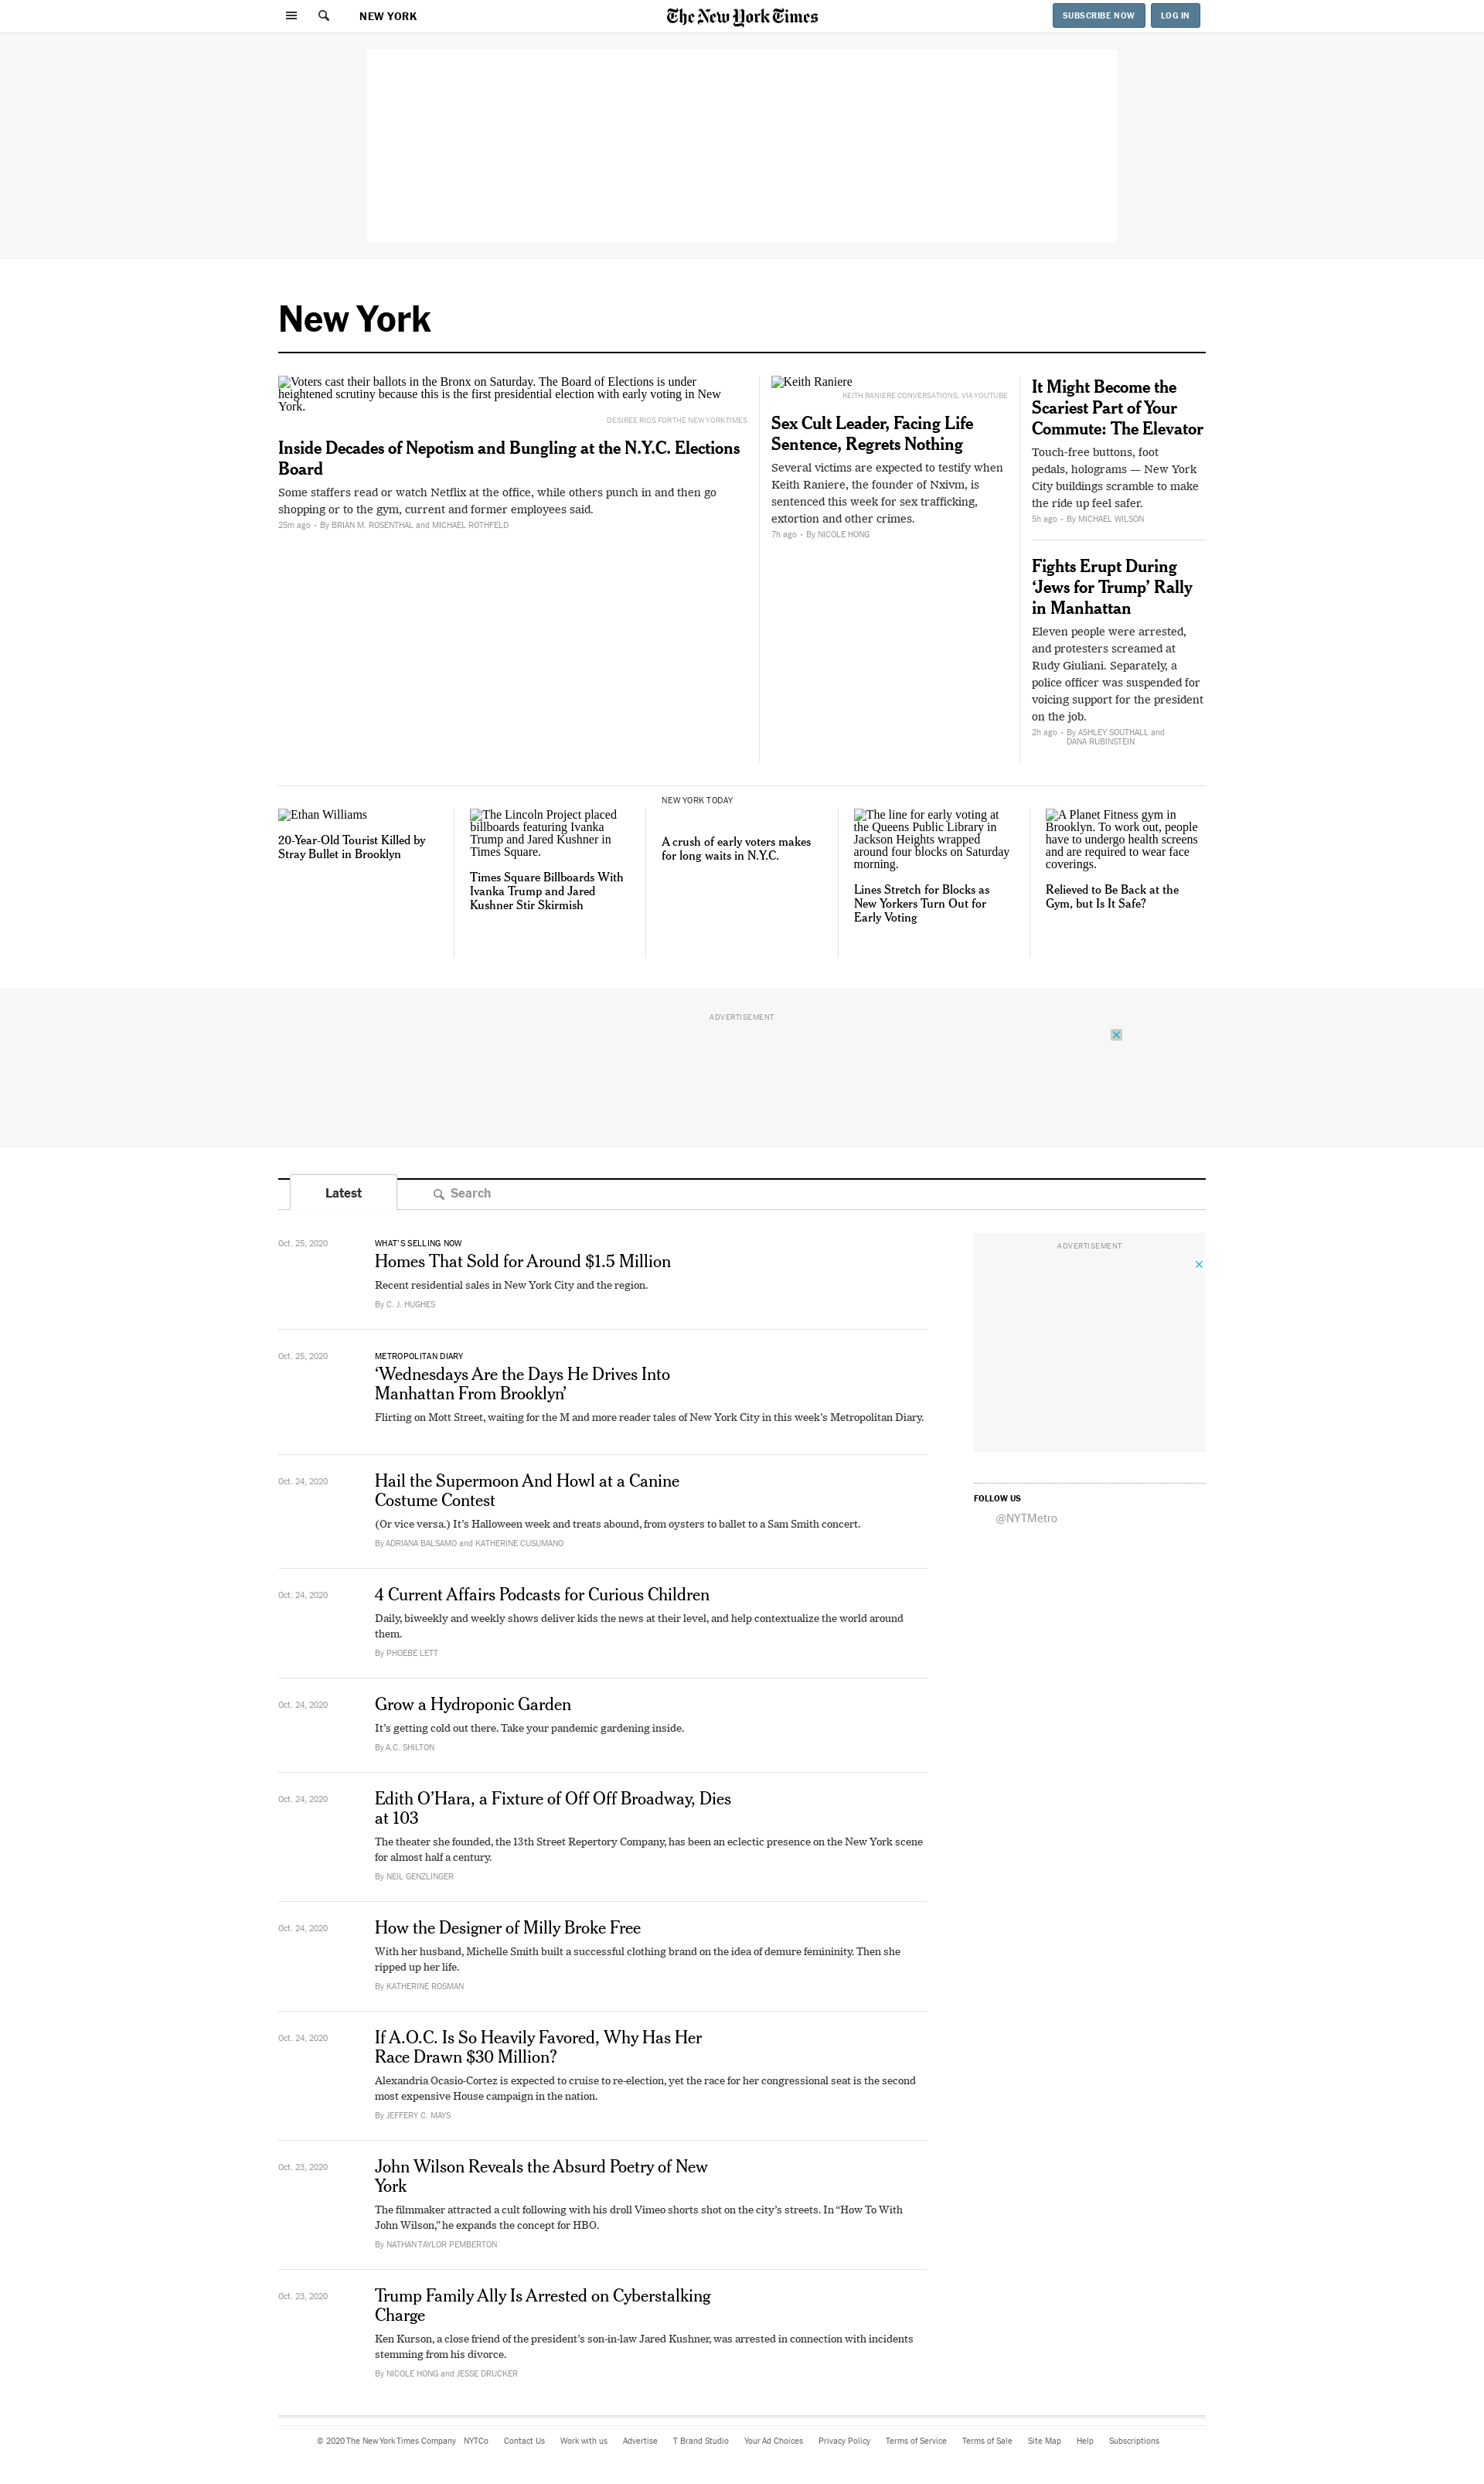 NEW YORK
The New York Times
SUBSCRIBE NOW
LOG IN
New York
Voters cast their ballots in the Bronx on Saturday. The Board of Elections is under
heightened scrutiny because this is the first presidential election with early voting in New
York.
DESIREE RIOS FOR THE NEW YORK TIMES
Inside Decades of Nepotism and Bungling at the N.Y.C. Elections
Board
Some staffers read or watch Netflix at the office, while others punch in and then go
shopping or to the gym, current and former employees said.
25m ago • By BRIAN M. ROSENTHAL and MICHAEL ROTHFELD
Keith Raniere
KEITH RANIERE CONVERSATIONS, VIA YOUTUBE
Sex Cult Leader, Facing Life
Sentence, Regrets Nothing
Several victims are expected to testify when
Keith Raniere, the founder of Nxivm, is
sentenced this week for sex trafficking,
extortion and other crimes.
7h ago • By NICOLE HONG
It Might Become the
Scariest Part of Your
Commute: The Elevator
Touch-free buttons, foot
pedals, holograms — New York
City buildings scramble to make
the ride up feel safer.
5h ago • By MICHAEL WILSON
Fights Erupt During
‘Jews for Trump’ Rally
in Manhattan
Eleven people were arrested,
and protesters screamed at
Rudy Giuliani. Separately, a
police officer was suspended for
voicing support for the president
on the job.
2h ago • By ASHLEY SOUTHALL and
DANA RUBINSTEIN
Ethan Williams
20-Year-Old Tourist Killed by
Stray Bullet in Brooklyn
The Lincoln Project placed
billboards featuring Ivanka
Trump and Jared Kushner in
Times Square.
Times Square Billboards With
Ivanka Trump and Jared
Kushner Stir Skirmish
NEW YORK TODAY
A crush of early voters makes
for long waits in N.Y.C.
The line for early voting at
the Queens Public Library in
Jackson Heights wrapped
around four blocks on Saturday
morning.
Lines Stretch for Blocks as
New Yorkers Turn Out for
Early Voting
A Planet Fitness gym in
Brooklyn. To work out, people
have to undergo health screens
and are required to wear face
coverings.
Relieved to Be Back at the
Gym, but Is It Safe?
ADVERTISEMENT
Latest
Search
Oct. 25, 2020
WHAT’S SELLING NOW
Homes That Sold for Around $1.5 Million
Recent residential sales in New York City and the region.
By C. J. HUGHES
Oct. 25, 2020
METROPOLITAN DIARY
‘Wednesdays Are the Days He Drives Into
Manhattan From Brooklyn’
Flirting on Mott Street, waiting for the M and more reader tales of New York City in this week’s Metropolitan Diary.
Oct. 24, 2020
Hail the Supermoon And Howl at a Canine
Costume Contest
(Or vice versa.) It’s Halloween week and treats abound, from oysters to ballet to a Sam Smith concert.
By ADRIANA BALSAMO and KATHERINE CUSUMANO
Oct. 24, 2020
4 Current Affairs Podcasts for Curious Children
Daily, biweekly and weekly shows deliver kids the news at their level, and help contextualize the world around
them.
By PHOEBE LETT
Oct. 24, 2020
Grow a Hydroponic Garden
It’s getting cold out there. Take your pandemic gardening inside.
By A.C. SHILTON
Oct. 24, 2020
Edith O’Hara, a Fixture of Off Off Broadway, Dies
at 103
The theater she founded, the 13th Street Repertory Company, has been an eclectic presence on the New York scene
for almost half a century.
By NEIL GENZLINGER
Oct. 24, 2020
How the Designer of Milly Broke Free
With her husband, Michelle Smith built a successful clothing brand on the idea of demure femininity. Then she
ripped up her life.
By KATHERINE ROSMAN
Oct. 24, 2020
If A.O.C. Is So Heavily Favored, Why Has Her
Race Drawn $30 Million?
Alexandria Ocasio-Cortez is expected to cruise to re-election, yet the race for her congressional seat is the second
most expensive House campaign in the nation.
By JEFFERY C. MAYS
Oct. 23, 2020
John Wilson Reveals the Absurd Poetry of New
York
The filmmaker attracted a cult following with his droll Vimeo shorts shot on the city’s streets. In “How To With
John Wilson,” he expands the concept for HBO.
By NATHAN TAYLOR PEMBERTON
Oct. 23, 2020
Trump Family Ally Is Arrested on Cyberstalking
Charge
Ken Kurson, a close friend of the president’s son-in-law Jared Kushner, was arrested in connection with incidents
stemming from his divorce.
By NICOLE HONG and JESSE DRUCKER
ADVERTISEMENT
FOLLOW US
@NYTMetro
© 2020 The New York Times Company NYTCo Contact Us Work with us Advertise T Brand Studio Your Ad Choices Privacy Policy Terms of Service Terms of Sale Site Map Help Subscriptions